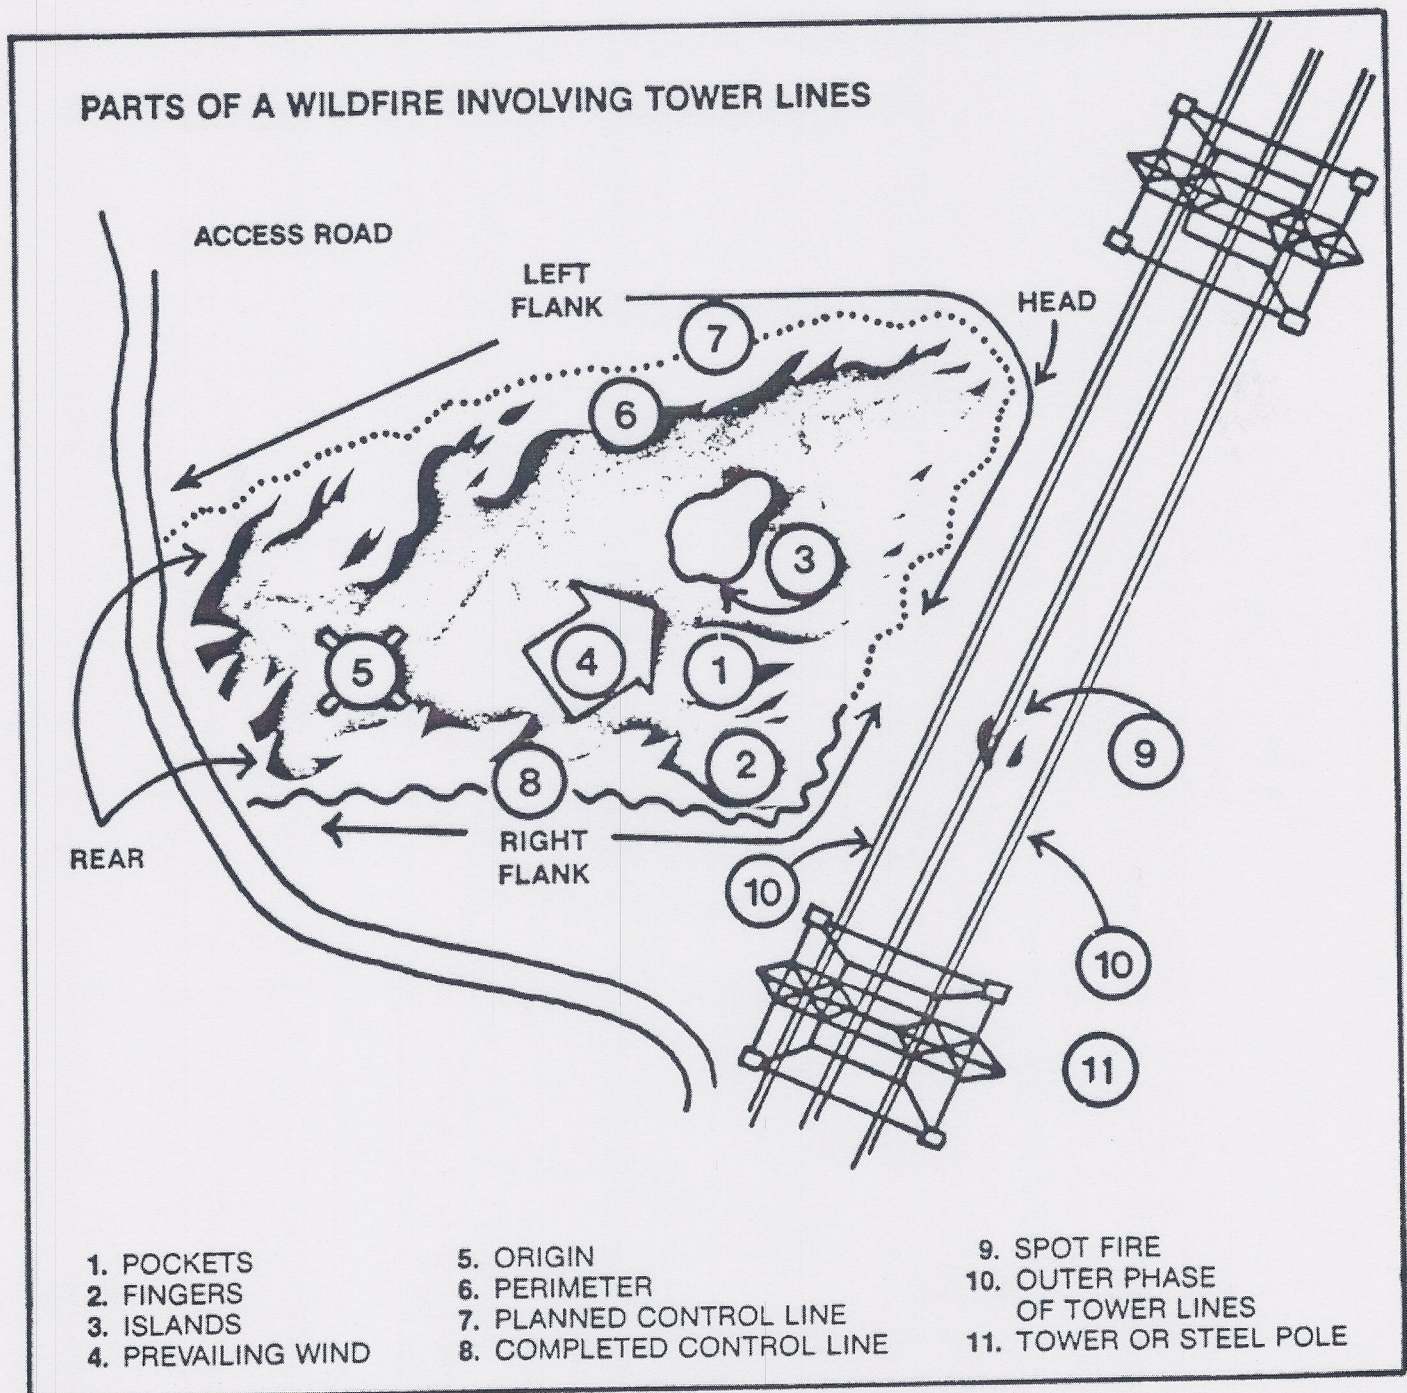 PARTS OF A WILDFIRE INVOLVING TOWER LINES
ACCESS ROAD
LEFT
FLANK
HEAD
7
6
3
5
4
1
2
8
9
REAR
RIGHT
FLANK
10
10
11
1. POCKETS
2. FINGERS
3. ISLANDS
4. PREVAILING WIND
5. ORIGIN
6. PERIMETER
7. PLANNED CONTROL LINE
8. COMPLETED CONTROL LINE
9. SPOT FIRE
10. OUTER PHASE
OF TOWER LINES
11. TOWER OR STEEL POLE